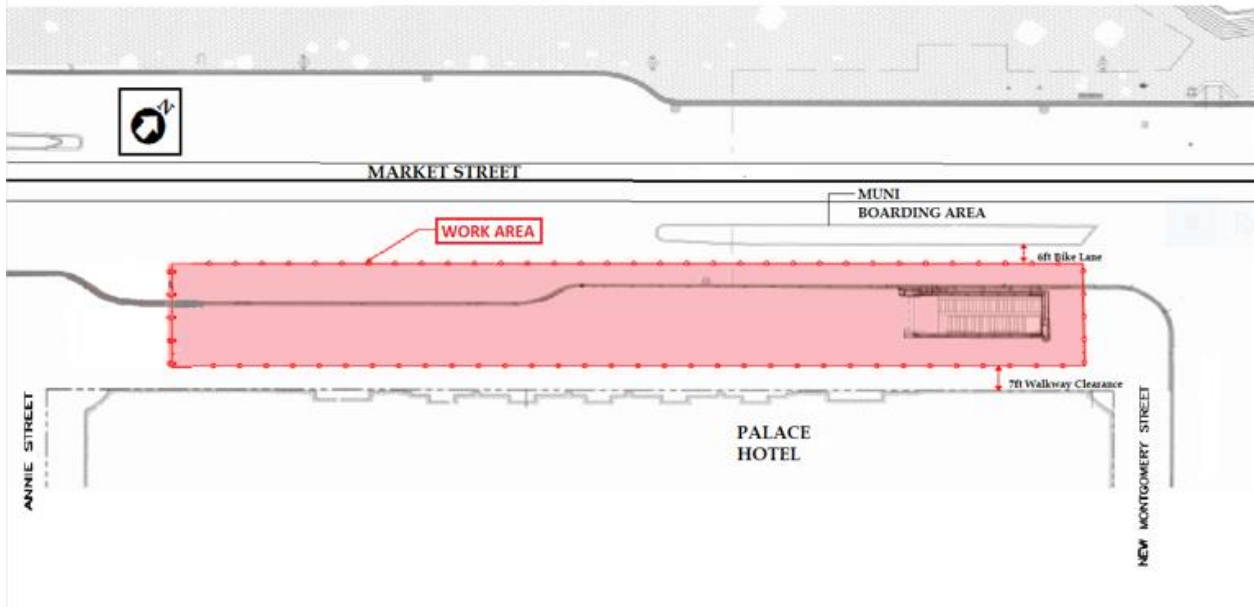 N
MARKET STREET
MUNI
BOARDING AREA
WORK AREA
6ft Bike Lane
7ft Walkway Clearance
PALACE
HOTEL
ANNIE STREET
NEW MONTGOMERY STREET